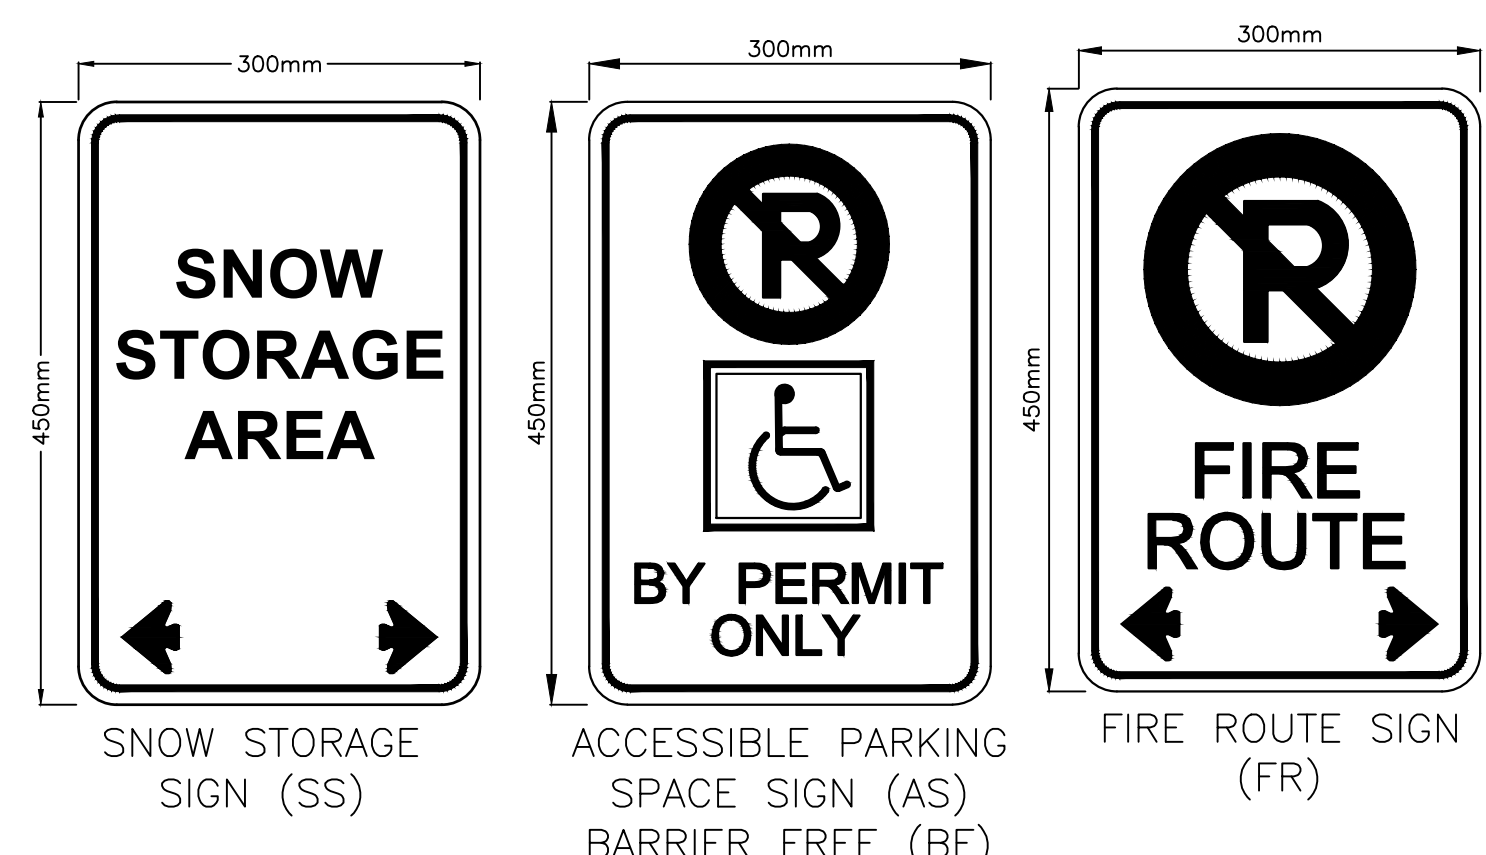 300mm
450mm
SNOW
STORAGE
AREA
SNOW STORAGE
SIGN (SS)
300mm
450mm
P
BY PERMIT
ONLY
ACCESSIBLE PARKING
SPACE SIGN (AS)
BARRIER FREE (BF)
300mm
450mm
P
FIRE
ROUTE
FIRE ROUTE SIGN
(FR)